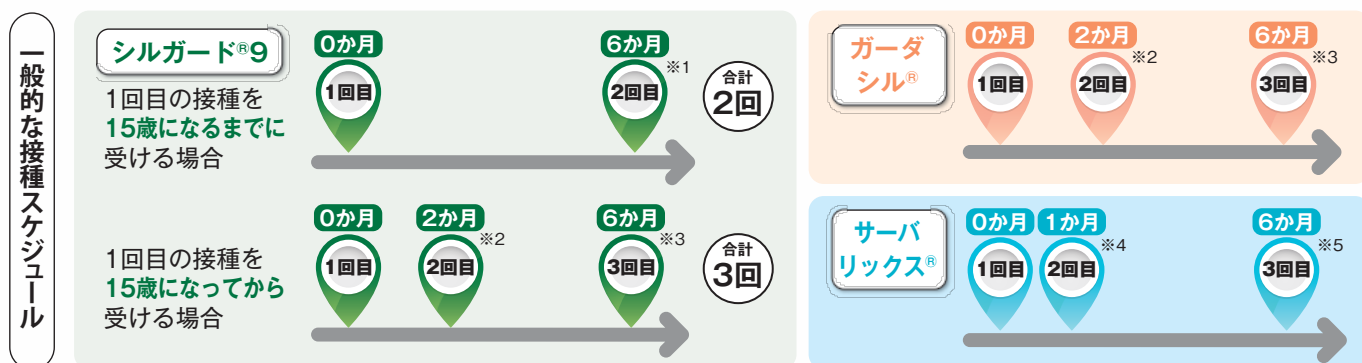 一般的な接種スケジュール
シルガード®9
1回目の接種を
15歳になるまでに
受ける場合
0か月
6か月
1回目
2回目
※1
合計
2回
1回目の接種を
15歳になってから
受ける場合
0か月
2か月
6か月
1回目
2回目
※2
3回目
※3
合計
3回
ガーダ
シル®
0か月
2か月
6か月
1回目
2回目
※2
3回目
※3
サーバ
リックス®
0か月
1か月
6か月
1回目
2回目
※4
3回目
※5